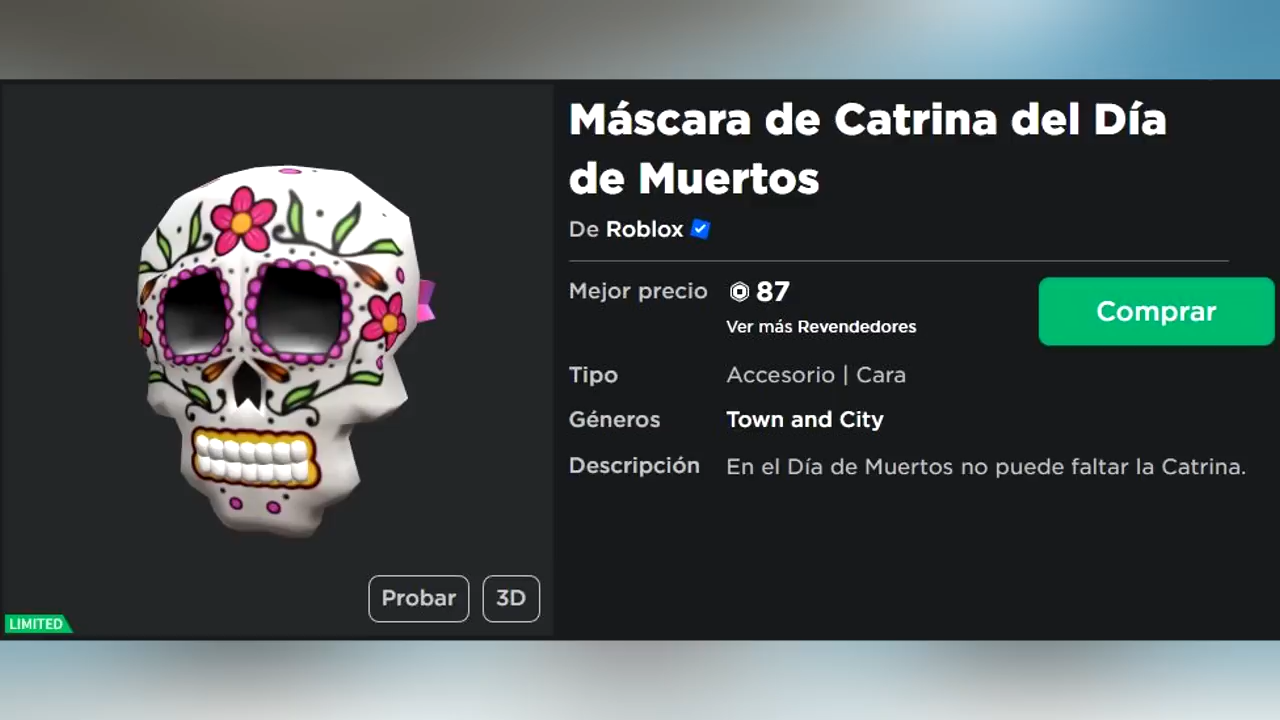 Máscara de Catrina del Día
de Muertos
De Roblox
Mejor precio 87
Comprar
Ver más Revendedores
Tipo Accesorio | Cara
Géneros Town and City
Descripción En el Día de Muertos no puede faltar la Catrina.
Probar 3D
LIMITED